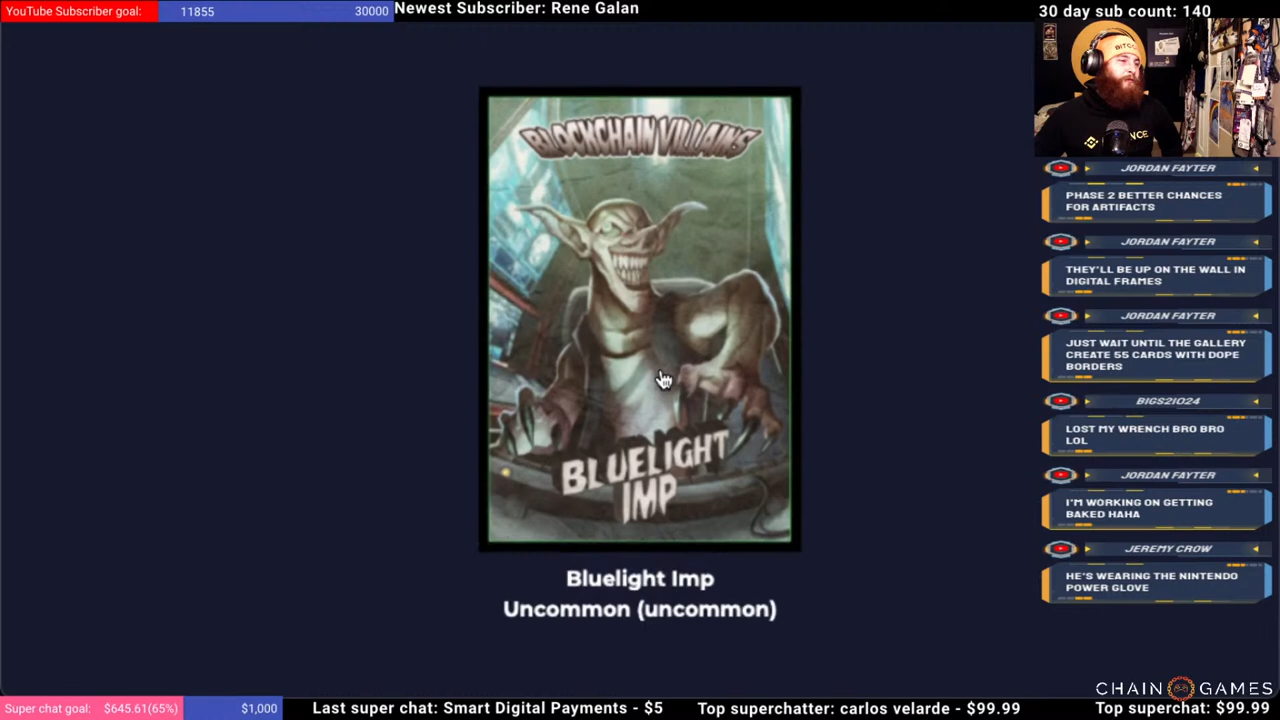 YouTube Subscriber goal: 11855 30000 Newest Subscriber: Rene Galan 30 day sub count: 140
BITC
NCE
BLOCKCHAIN VILLAINS
BLUELIGHT
IMP
Bluelight Imp
Uncommon (uncommon)
JORDAN FAYTER
PHASE 2 BETTER CHANCES
FOR ARTIFACTS
JORDAN FAYTER
THEY'LL BE UP ON THE WALL IN
DIGITAL FRAMES
JORDAN FAYTER
JUST WAIT UNTIL THE GALLERY
CREATE 55 CARDS WITH DOPE
BORDERS
BIGS21024
LOST MY WRENCH BRO BRO
LOL
JORDAN FAYTER
I'M WORKING ON GETTING
BAKED HAHA
JEREMY CROW
HE'S WEARING THE NINTENDO
POWER GLOVE
CHAIN GAMES
Super chat goal: $645.61(65%) $1,000 Last super chat: Smart Digital Payments - $5 Top superchatter: carlos velarde - $99.99 Top superchat: $99.99